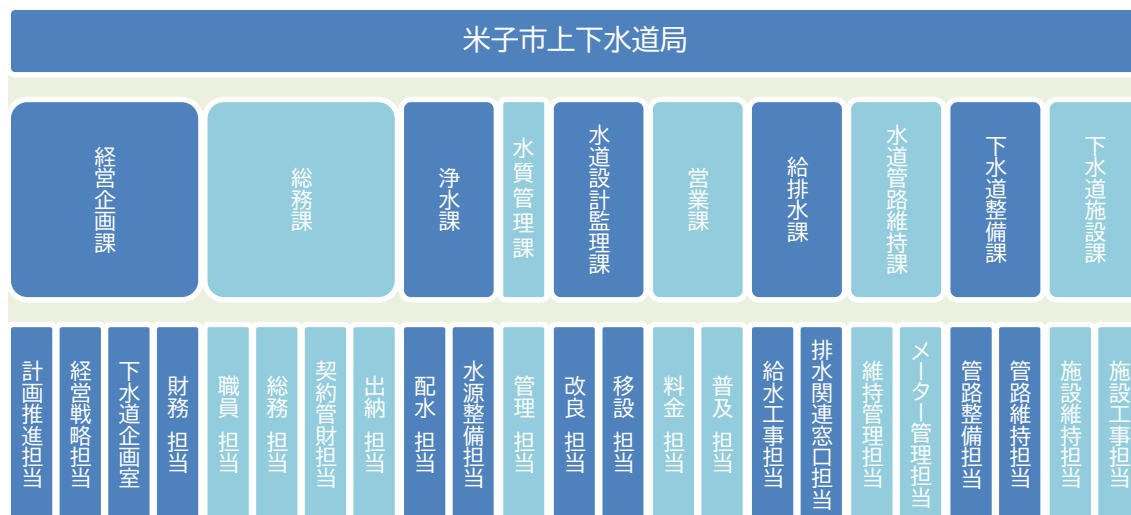 米子市上下水道局
経営企画課
総務課
浄水課
水質管理課
水道設計監理課
営業課
給排水課
水道管路維持課
下水道整備課
下水道施設課
計画推進担当
経営戦略担当
下水道企画室
財務 担当
職員 担当
総務 担当
契約管財担当
出納 担当
配水 担当
水源整備担当
管理 担当
改良 担当
移設 担当
料金 担当
普及 担当
給水工事担当
排水関連窓口担当
維持管理担当
メーター管理担当
管路整備担当
管路維持担当
施設維持担当
施設工事担当